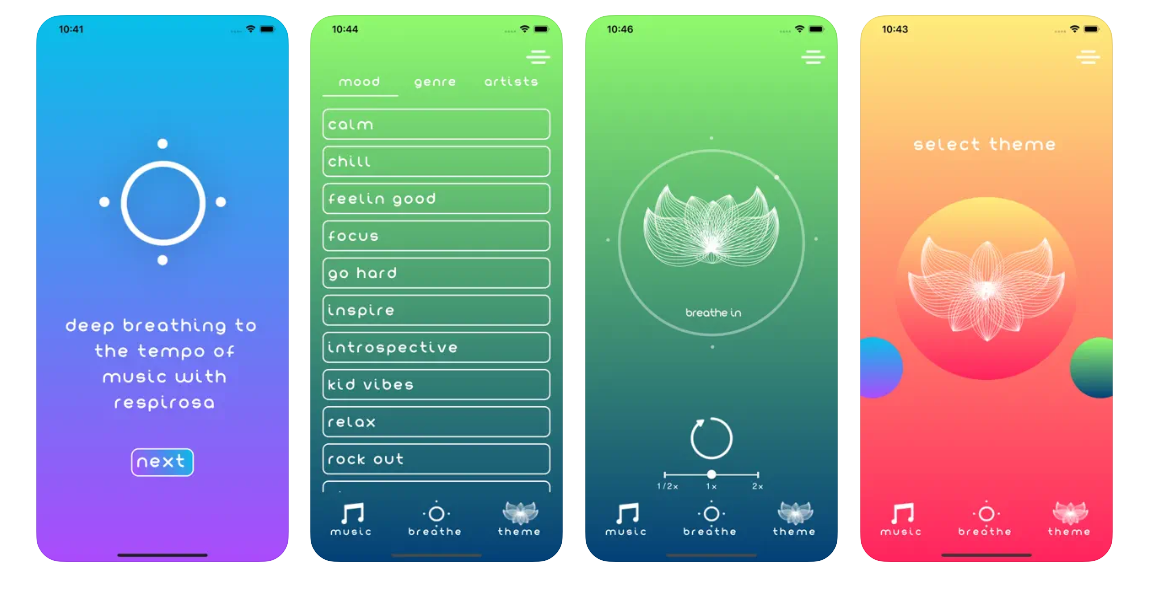 10:41
deep breathing to
the tempo of
music with
respirosa
next
10:44
mood genre artists
calm
chill
feelin good
focus
go hard
inspire
introspective
kid vibes
relax
rock out
music breathe theme
10:46
breathe in
1/2x 1x 2x
music breathe theme
10:43
select theme
music breathe theme